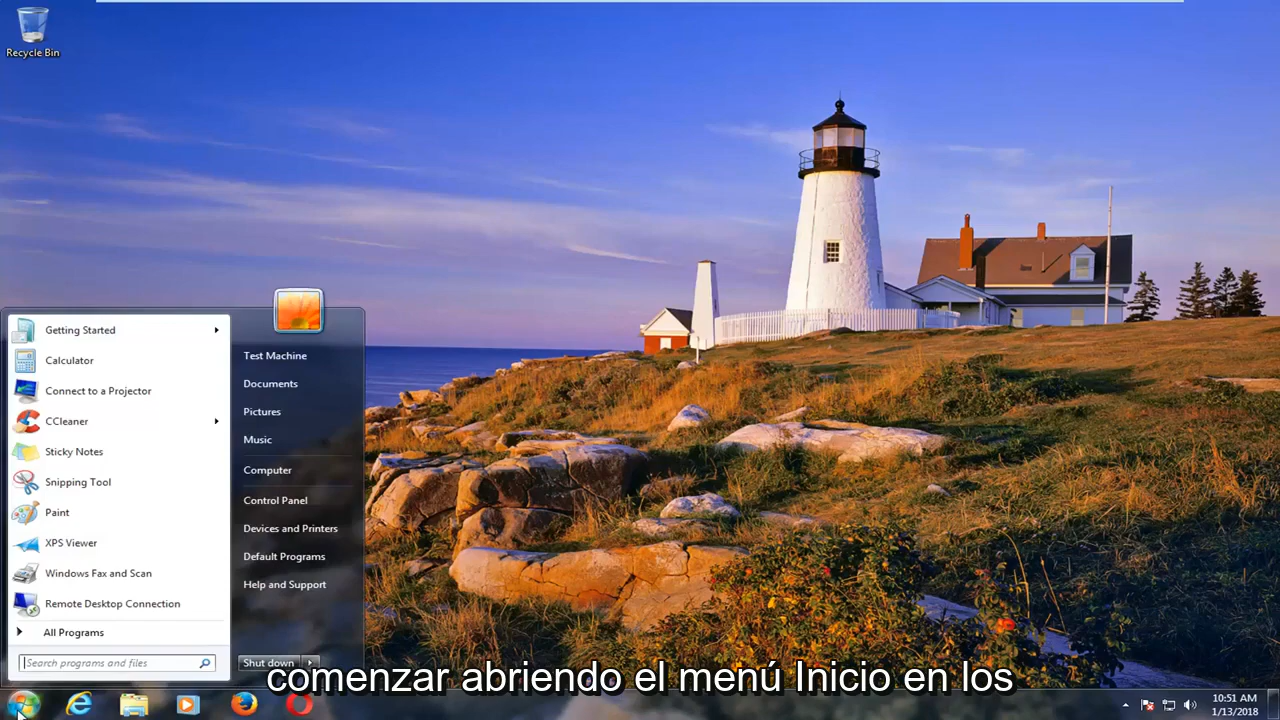 Recycle Bin
Getting Started
Calculator
Connect to a Projector
CCleaner
Sticky Notes
Snipping Tool
Paint
XPS Viewer
Windows Fax and Scan
Remote Desktop Connection
All Programs
Search programs and files
Test Machine
Documents
Pictures
Music
Computer
Control Panel
Devices and Printers
Default Programs
Help and Support
Shut down
comenzar abriendo el menú Inicio en los
10:51 AM
1/13/2018